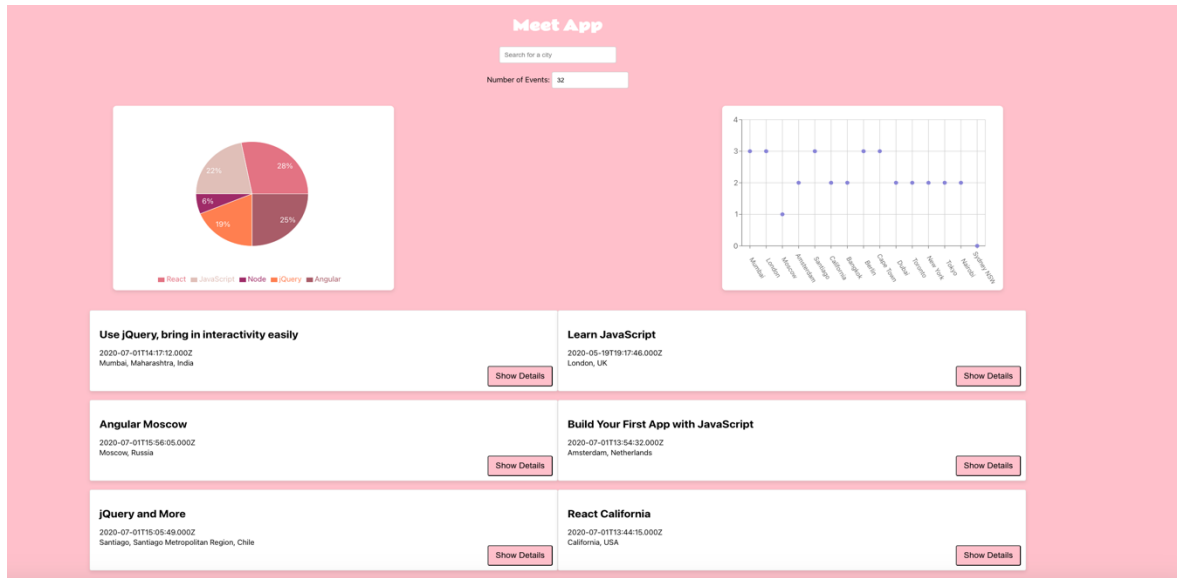 Meet App
Search for a city
Number of Events: 32
28%
22%
6%
19%
25%
React JavaScript Node jQuery Angular
4
3
2
1
0
Mumbai
London
Moscow
Amsterdam
Santiago
California
Bangkok
Berlin
Cape Town
Dubai
Toronto
New York
Tokyo
Nairobi
Sydney NSW
Use jQuery, bring in interactivity easily
2020-07-01T14:17:12.000Z
Mumbai, Maharashtra, India
Show Details
Learn JavaScript
2020-05-19T19:17:46.000Z
London, UK
Show Details
Angular Moscow
2020-07-01T15:56:05.000Z
Moscow, Russia
Show Details
Build Your First App with JavaScript
2020-07-01T13:54:32.000Z
Amsterdam, Netherlands
Show Details
jQuery and More
2020-07-01T15:05:49.000Z
Santiago, Santiago Metropolitan Region, Chile
Show Details
React California
2020-07-01T13:44:15.000Z
California, USA
Show Details